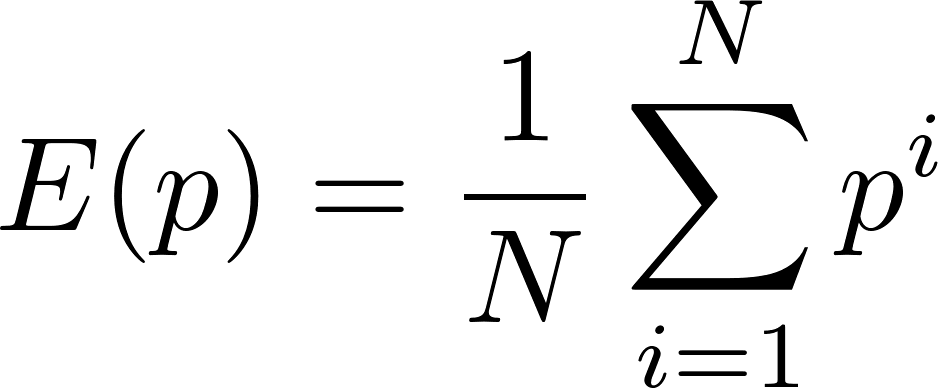 E(p) = \frac{1}{N} \sum_{i=1}^{N} p^i